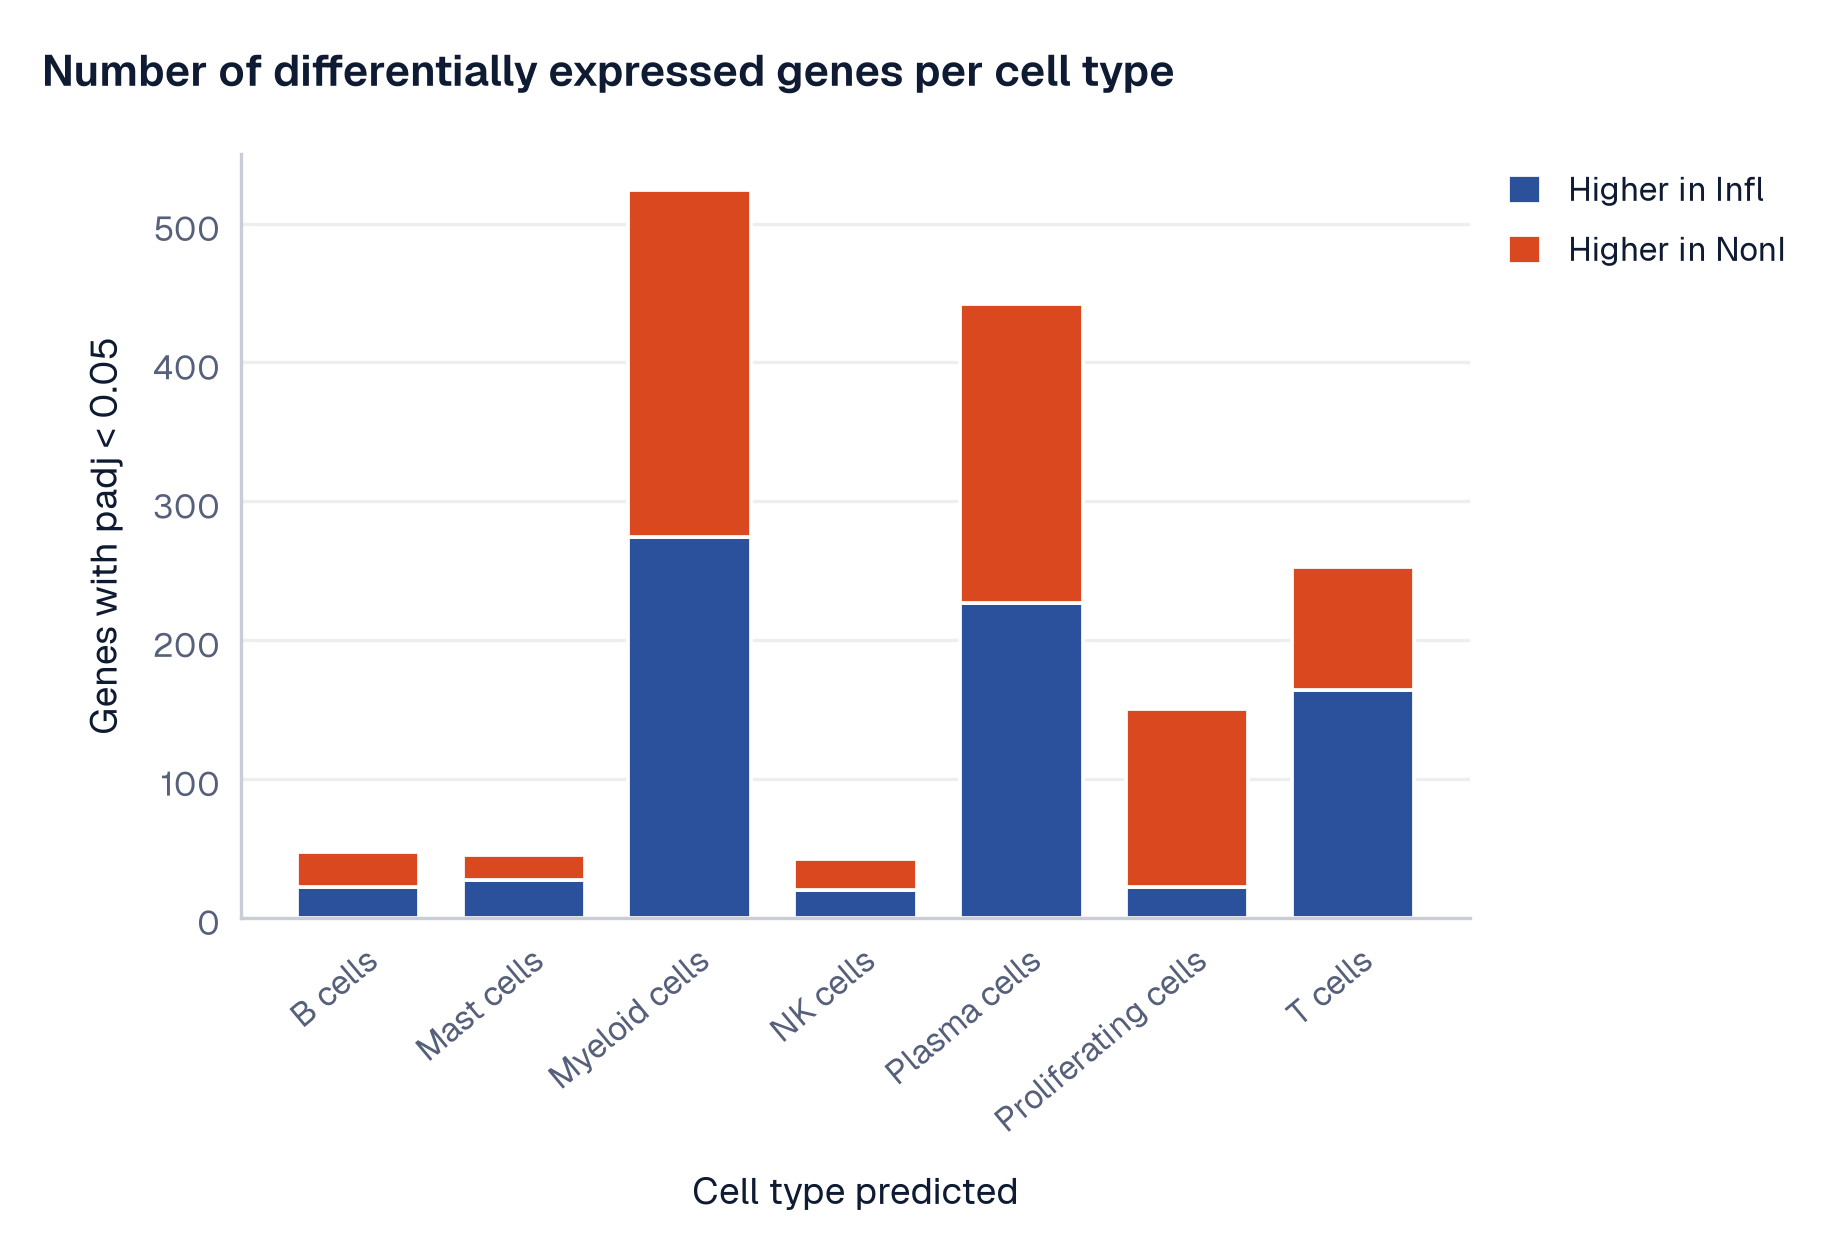 Number of differentially expressed genes per cell type
Higher in Infl
Higher in NonI
Genes with padj < 0.05
500
400
300
200
100
0
B cells
Mast cells
Myeloid cells
NK cells
Plasma cells
Proliferating cells
T cells
Cell type predicted